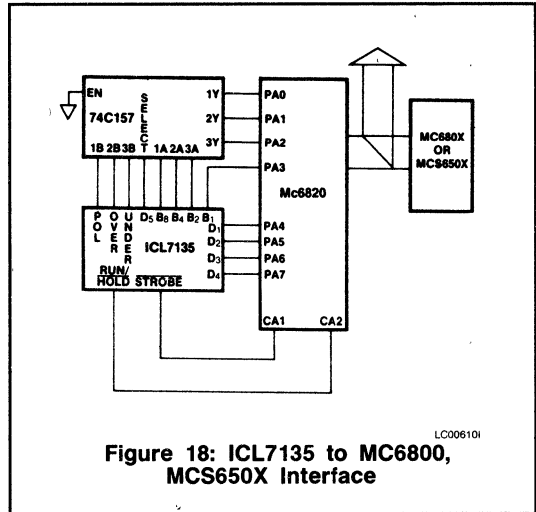 EN
SELECT
74C157
1Y
2Y
3Y
1B 2B 3B
1A 2A 3A
PA0
PA1
PA2
PA3
Mc6820
PA4
PA5
PA6
PA7
CA1 CA2
MC680X
OR
MCS650X
POL
OVER
UNDER
D5 B8 B4 B2 B1
D1
D2
D3
D4
ICL7135
RUN/
HOLD STROBE
LC00610I
Figure 18: ICL7135 to MC6800,
MCS650X Interface